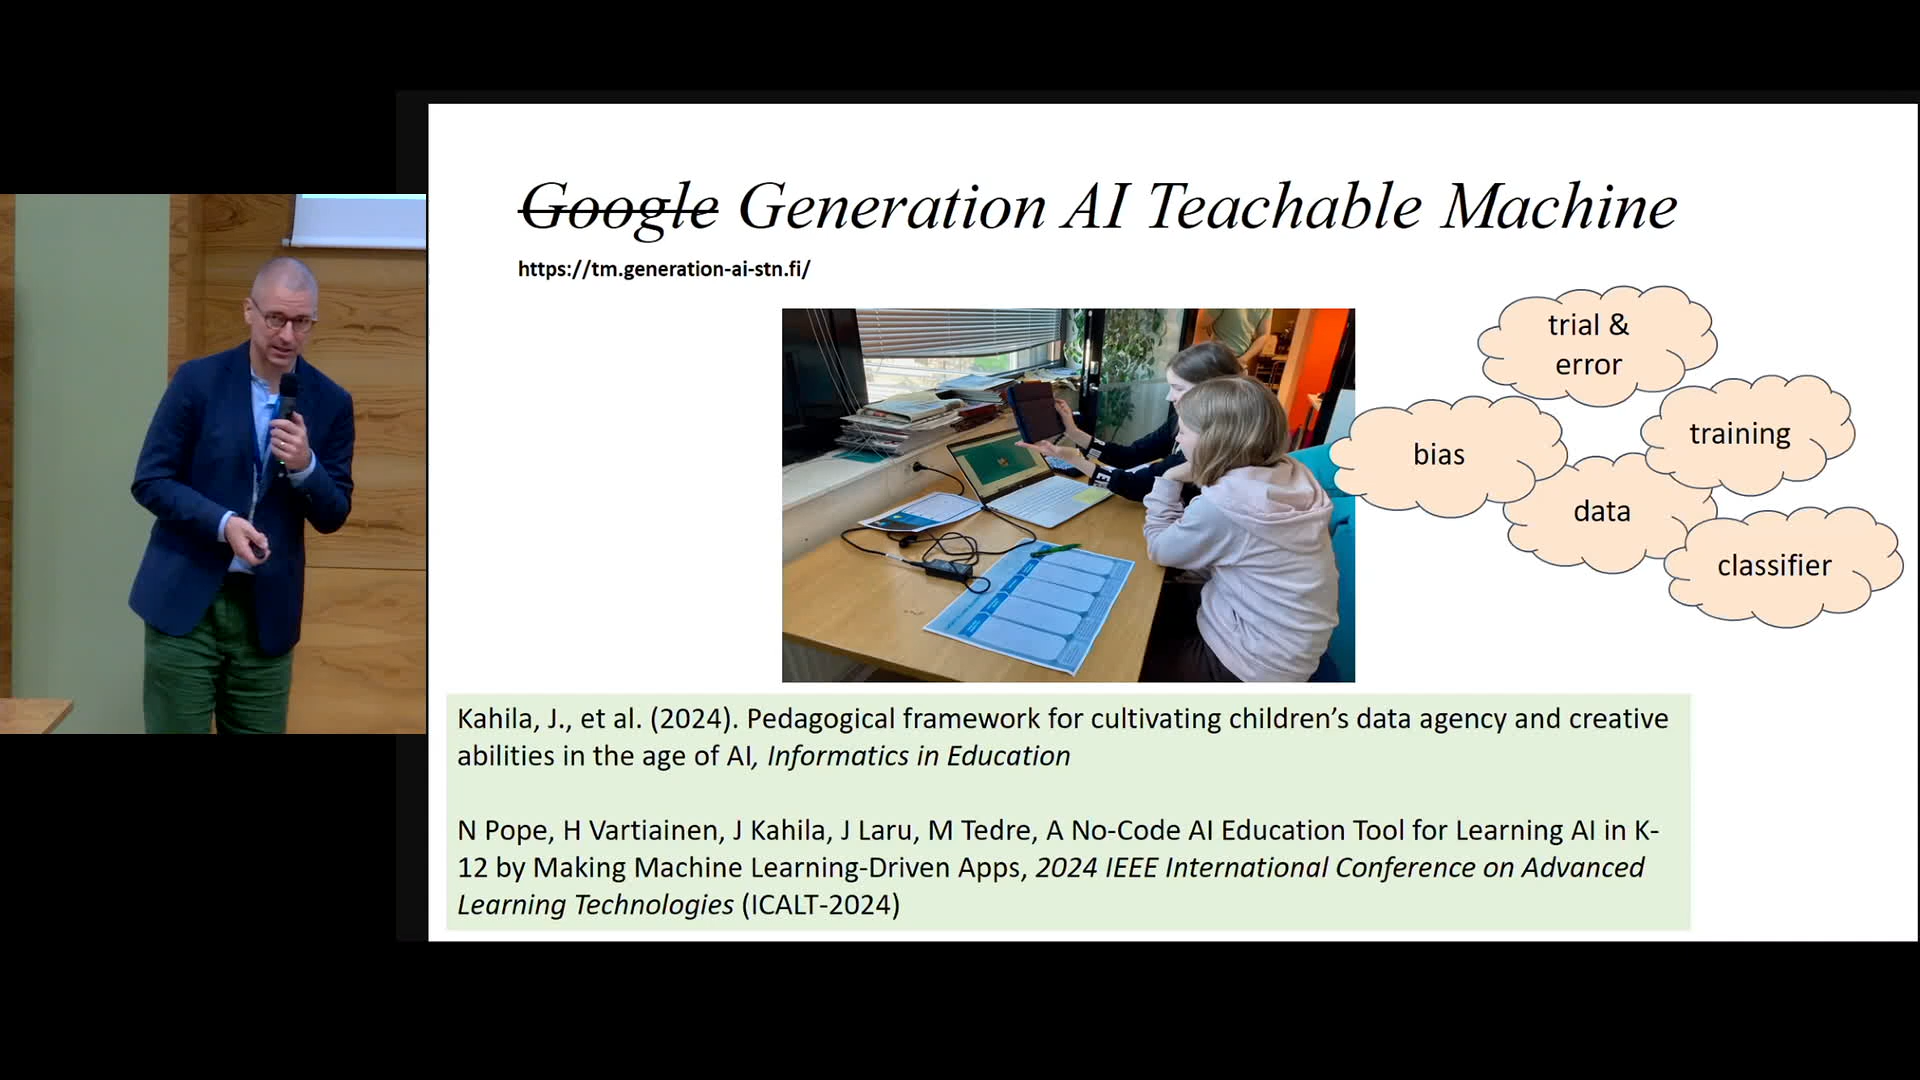 Google Generation AI Teachable Machine
https://tm.generation-ai-stn.fi/
trial &
error
training
bias
data
classifier
Kahila, J., et al. (2024). Pedagogical framework for cultivating children’s data agency and creative
abilities in the age of AI, Informatics in Education
N Pope, H Vartiainen, J Kahila, J Laru, M Tedre, A No-Code AI Education Tool for Learning AI in K-
12 by Making Machine Learning-Driven Apps, 2024 IEEE International Conference on Advanced
Learning Technologies (ICALT-2024)